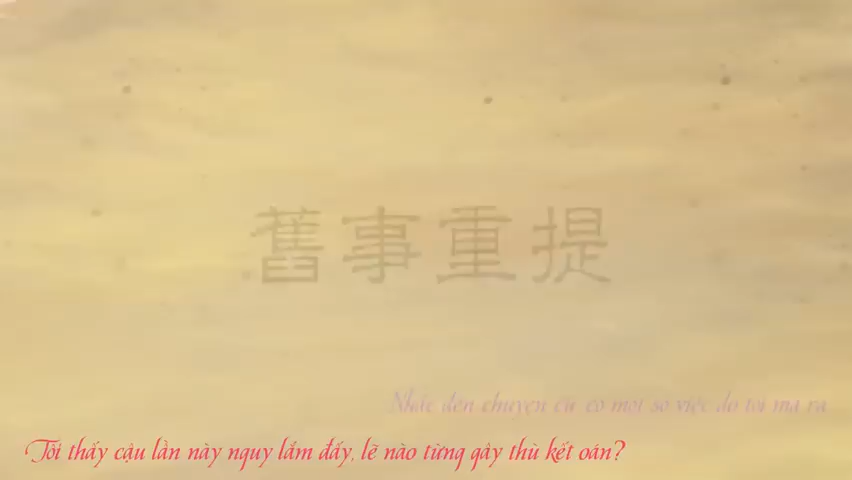 舊事重提
Nhắc đến chuyện cũ có một số việc do tôi mà ra
Tôi thấy cậu lần này nguy lắm đấy, lẽ nào từng gây thù kết oán?